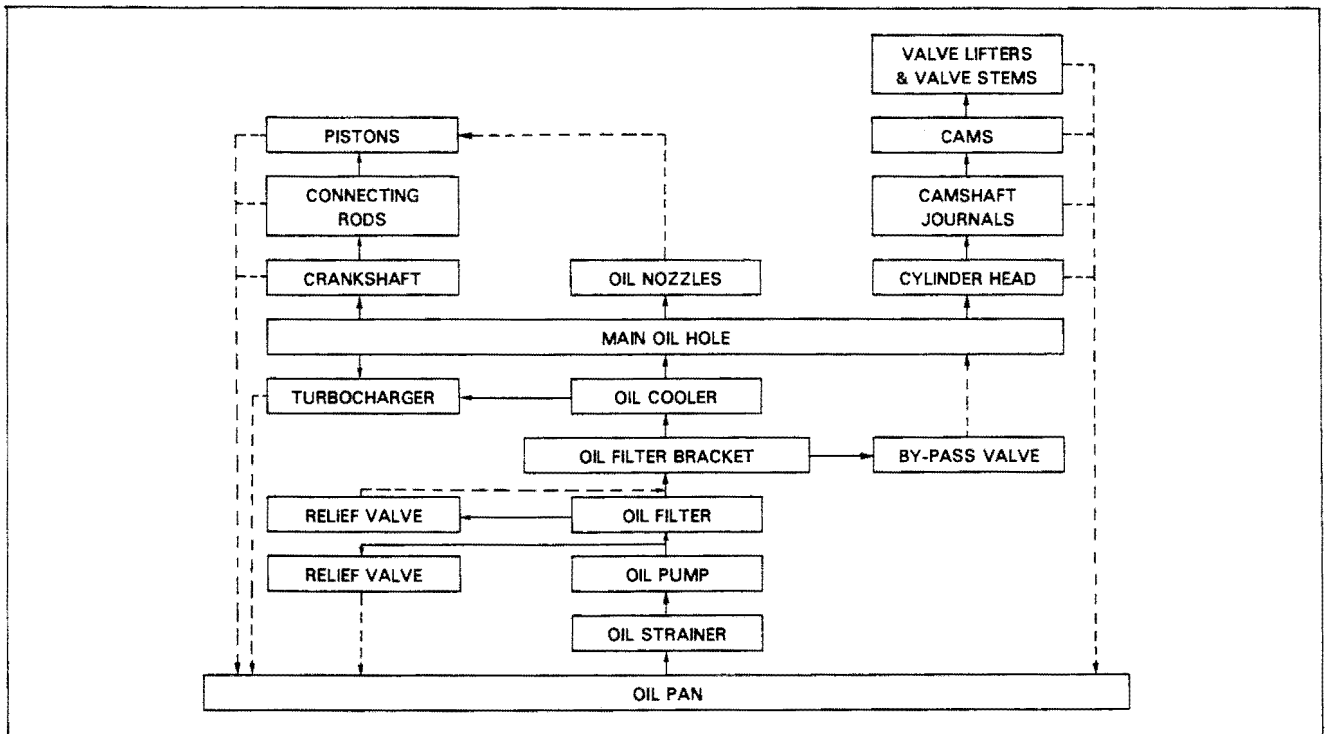 VALVE LIFTERS
& VALVE STEMS
PISTONS
CAMS
CONNECTING
RODS
CAMSHAFT
JOURNALS
CRANKSHAFT
OIL NOZZLES
CYLINDER HEAD
MAIN OIL HOLE
TURBOCHARGER
OIL COOLER
OIL FILTER BRACKET
BY-PASS VALVE
RELIEF VALVE
OIL FILTER
RELIEF VALVE
OIL PUMP
OIL STRAINER
OIL PAN